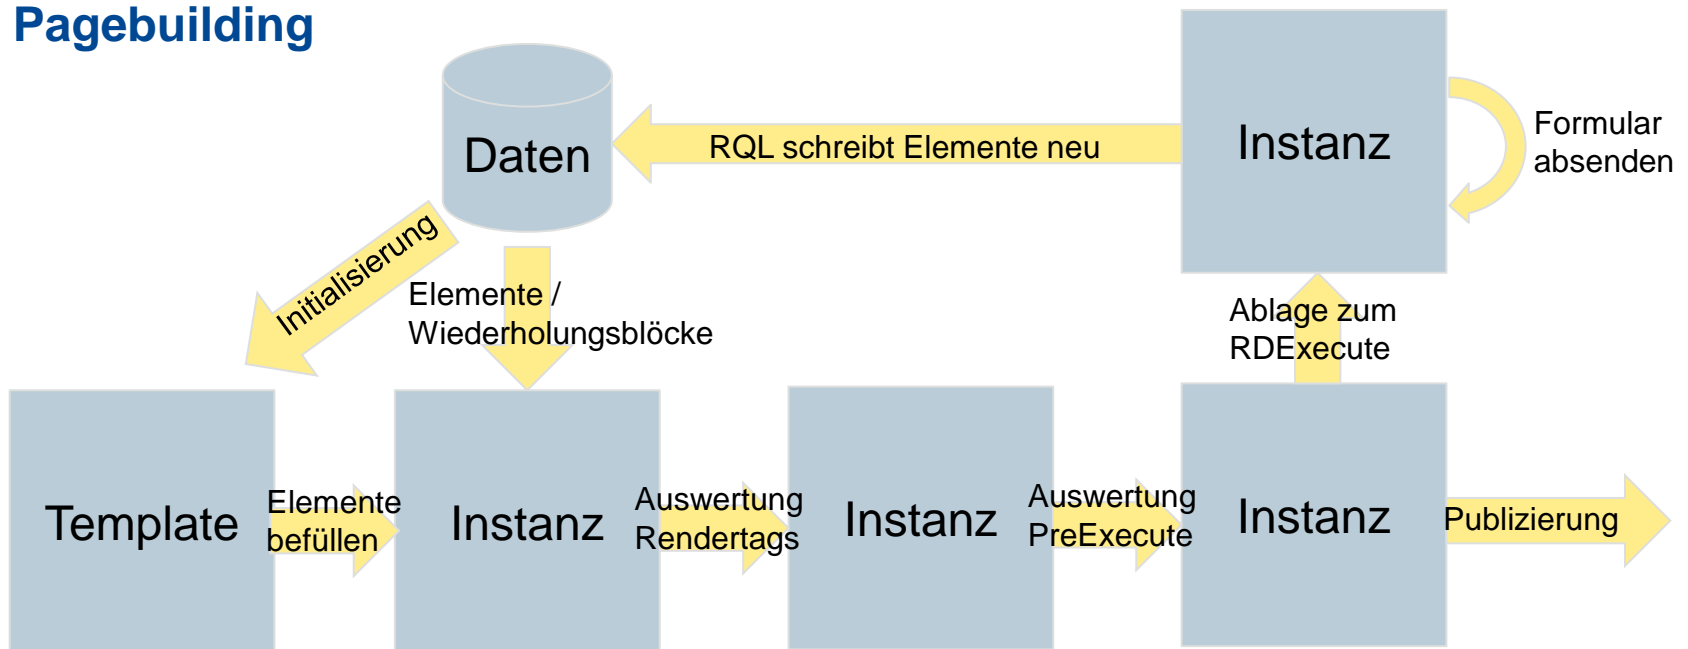 Pagebuilding
Daten
RQL schreibt Elemente neu
Instanz
Formular
absenden
Initialisierung
Elemente /
Wiederholungsblöcke
Ablage zum
RDExecute
Template
Elemente
befüllen
Instanz
Auswertung
Rendertags
Instanz
Auswertung
PreExecute
Instanz
Publizierung